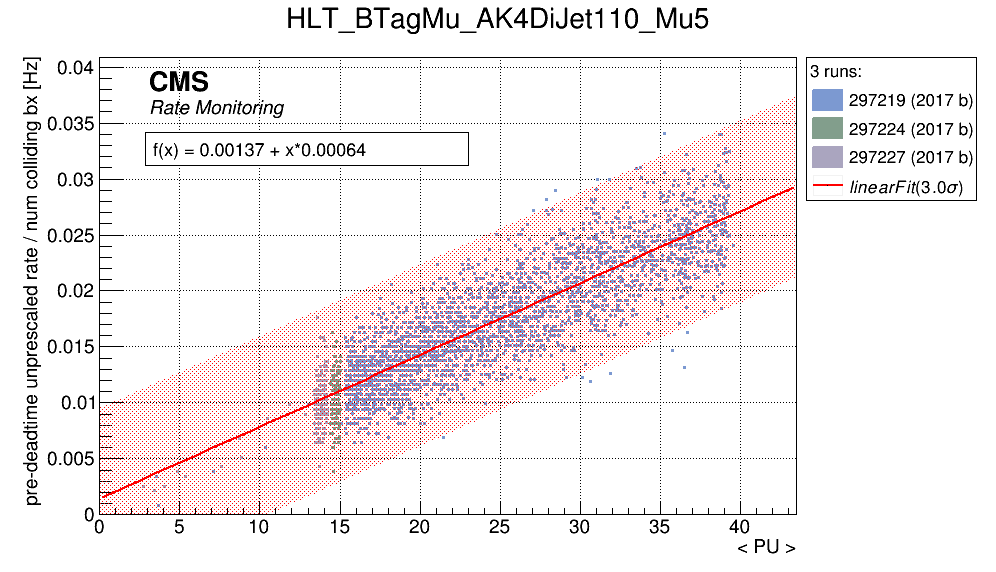 HLT_BTagMu_AK4DiJet110_Mu5
pre-deadtime unprescaled rate / num colliding bx [Hz]
0.04
0.035
0.03
0.025
0.02
0.015
0.01
0.005
0
CMS
Rate Monitoring
f(x) = 0.00137 + x*0.00064
0 5 10 15 20 25 30 35 40
< PU >
3 runs:
297219 (2017 b)
297224 (2017 b)
297227 (2017 b)
linearFit(3.0σ)